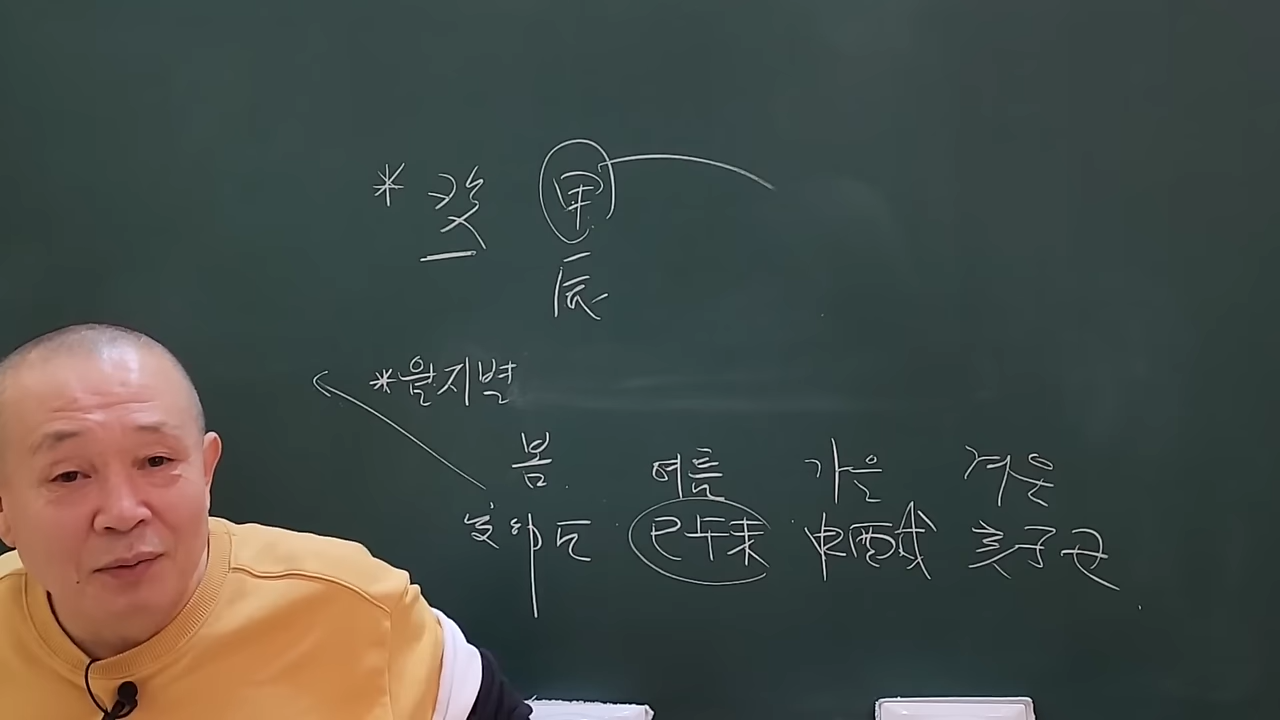 * 癸 甲
辰
*월지별
봄 여름 가을 겨울
寅卯辰 巳午未 申酉戌 亥子丑